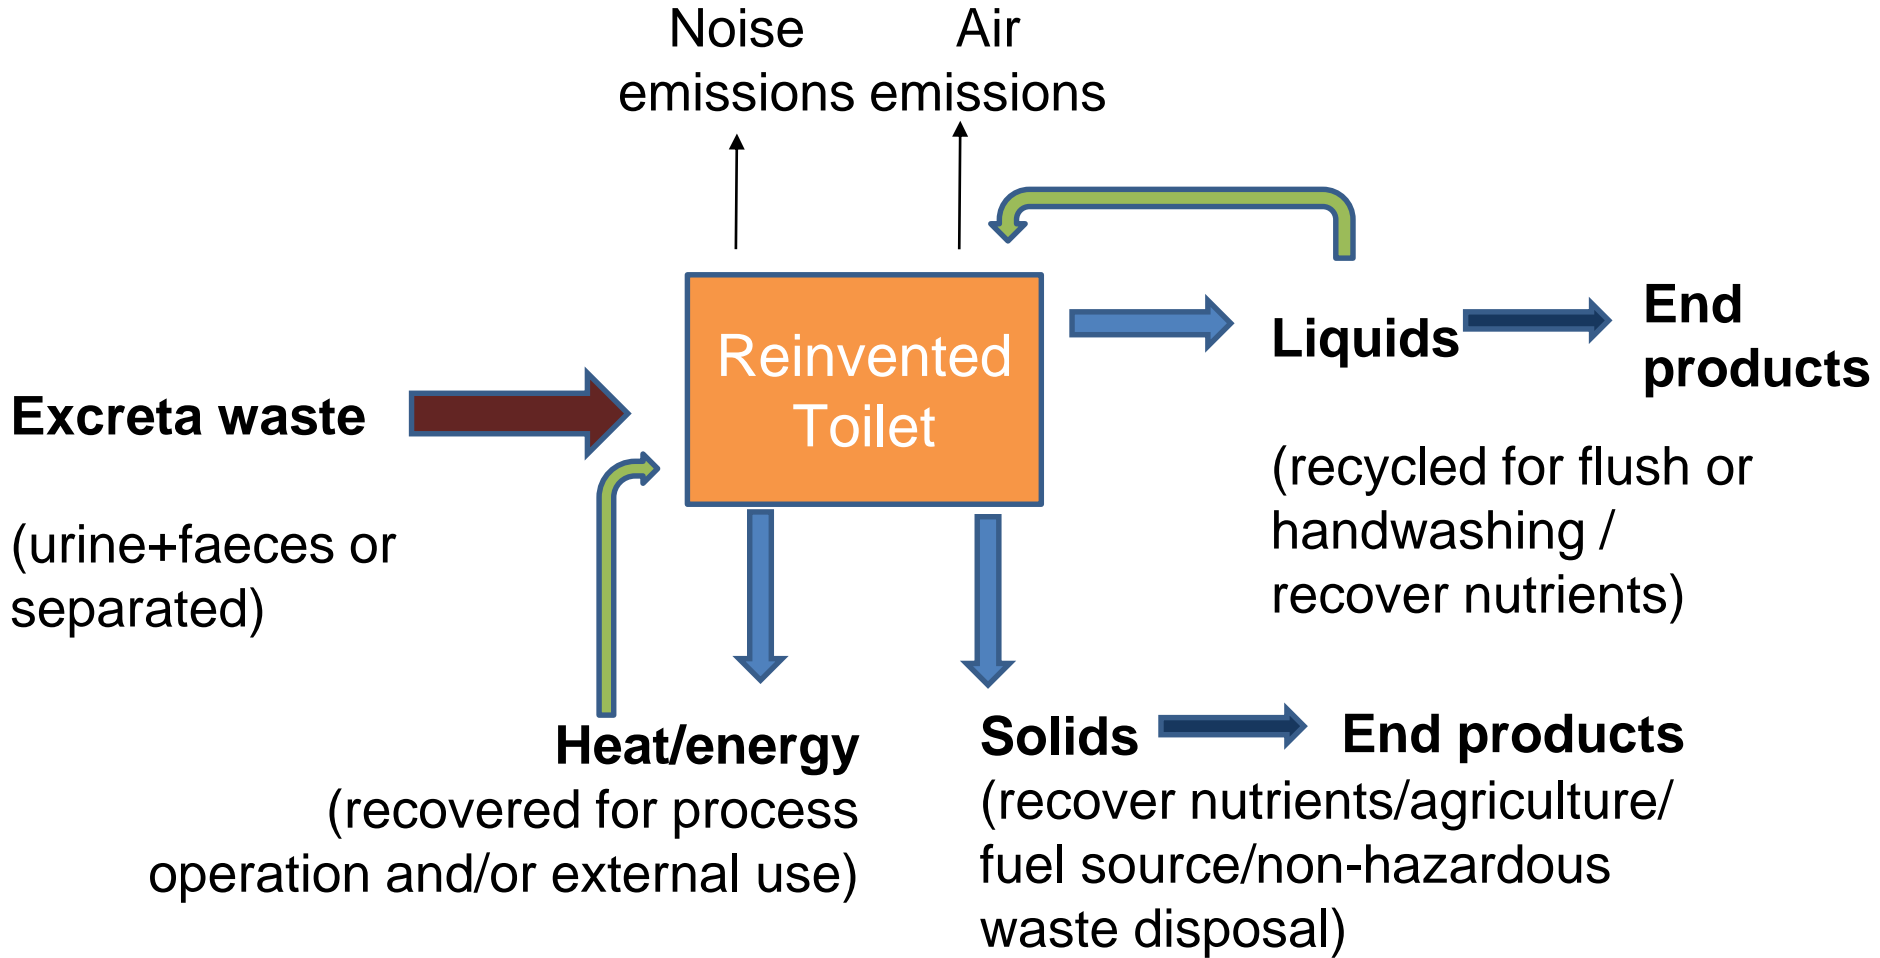 Noise
emissions
Air
emissions
Reinvented
Toilet
Excreta waste
(urine+faeces or
separated)
Liquids
End
products
(recycled for flush or
handwashing /
recover nutrients)
Heat/energy
(recovered for process
operation and/or external use)
Solids
End products
(recover nutrients/agriculture/
fuel source/non-hazardous
waste disposal)